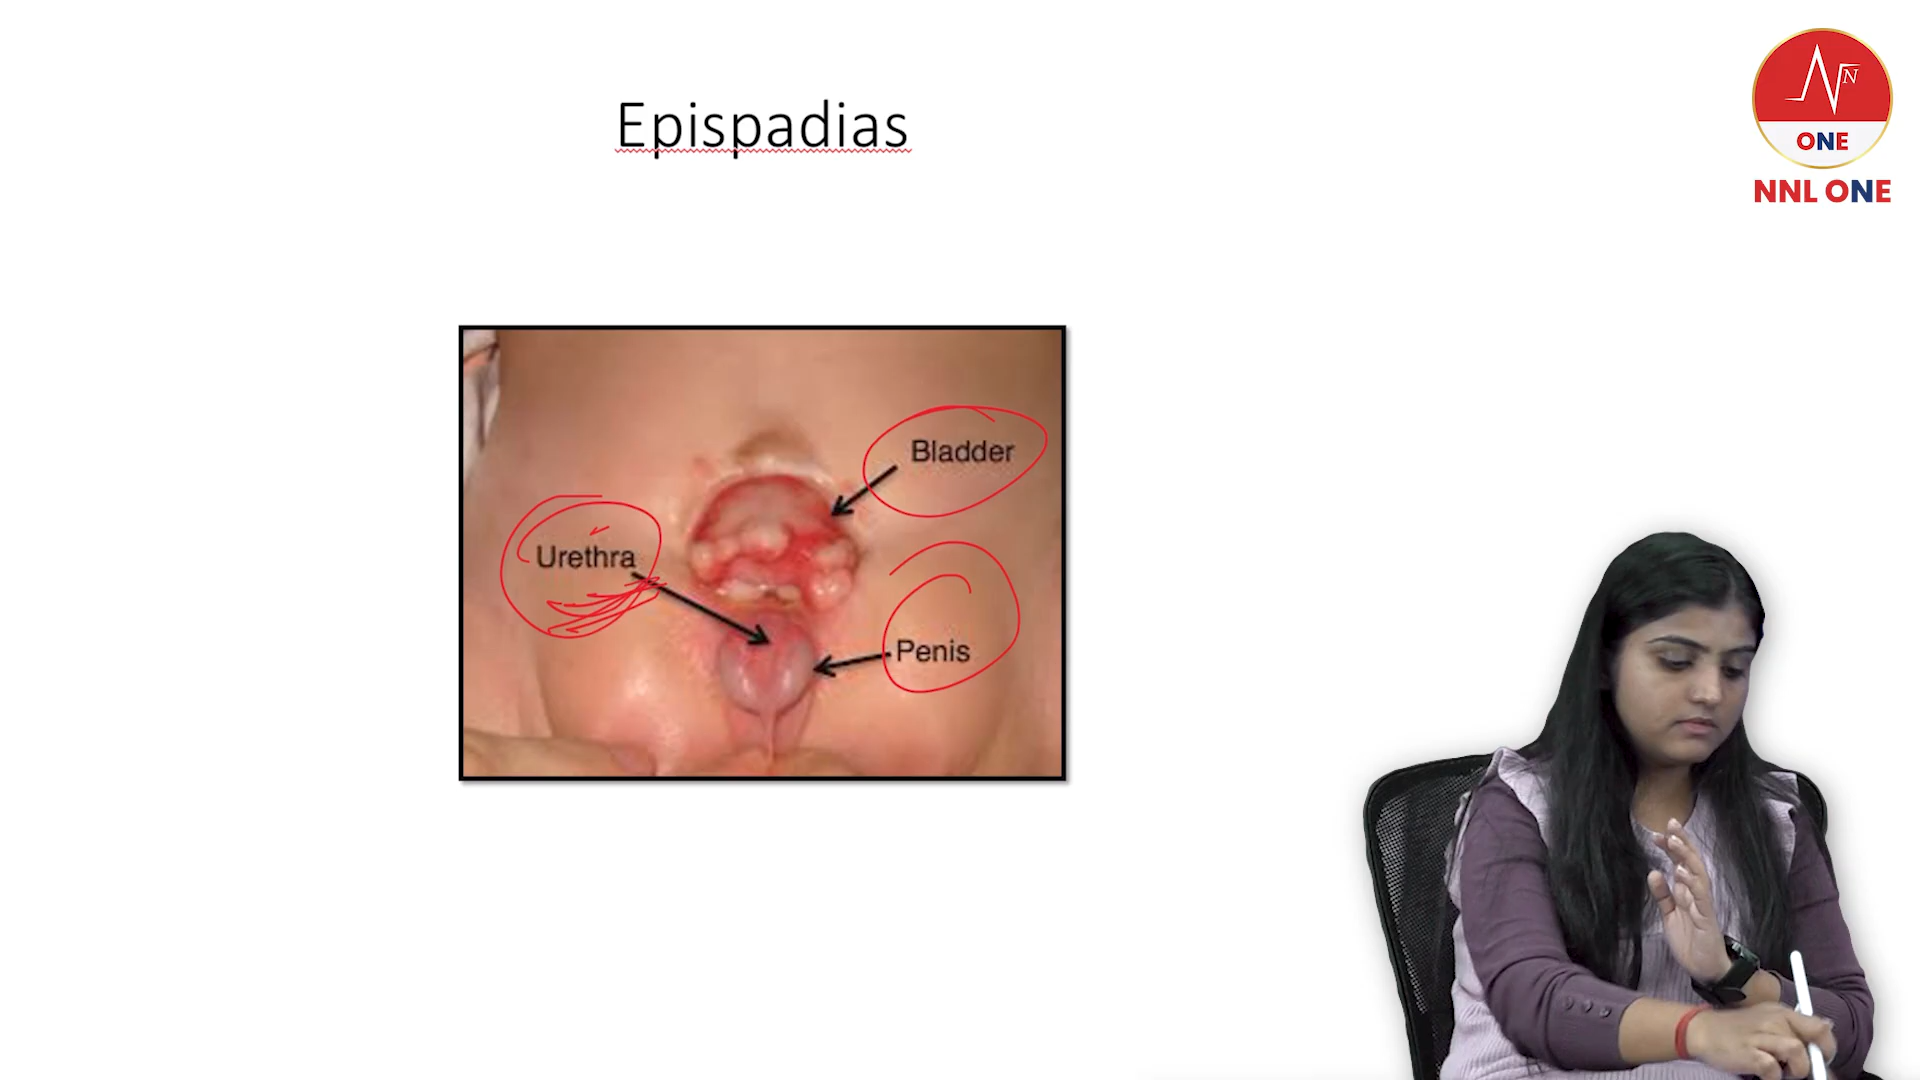 Epispadias
N
ONE
NNL ONE
Bladder
Urethra
Penis